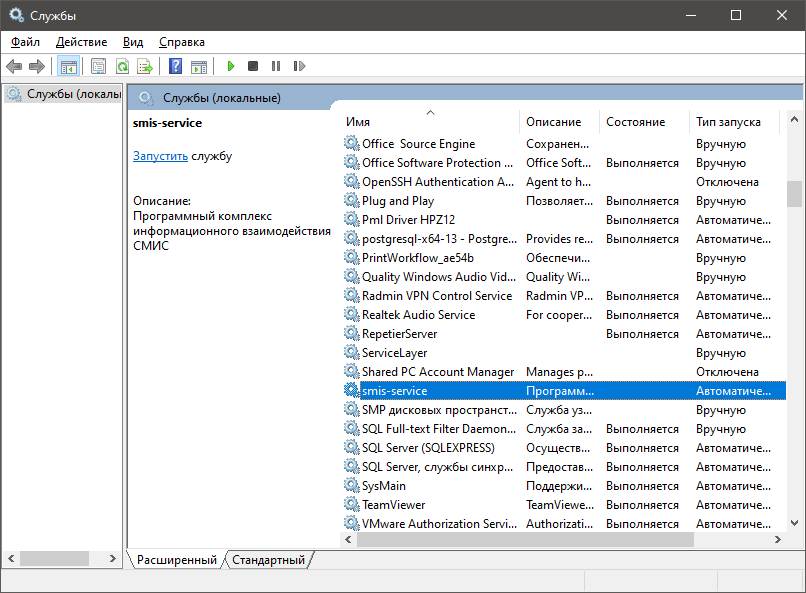 Службы
Файл Действие Вид Справка
Службы (локаль
Службы (локальные)
smis-service
Запустить службу
Описание:
Программный комплекс
информационного взаимодействия
СМИС
Имя Описание Состояние Тип запуска
Office Source Engine Сохранен... Вручную
Office Software Protection ... Office Soft... Выполняется Вручную
OpenSSH Authentication A... Agent to h... Отключена
Plug and Play Позволяет... Выполняется Вручную
Pml Driver HPZ12 Выполняется Автоматиче...
postgresql-x64-13 - Postgre... Provides re... Выполняется Автоматиче...
PrintWorkflow_ae54b Обеспечи... Вручную
Quality Windows Audio Vid... Quality Wi... Вручную
Radmin VPN Control Service Radmin VP... Выполняется Автоматиче...
Realtek Audio Service For cooper... Выполняется Автоматиче...
RepetierServer Выполняется Автоматиче...
ServiceLayer Вручную
Shared PC Account Manager Manages p... Отключена
smis-service Программ... Автоматиче...
SMP дисковых пространст... Служба уз... Вручную
SQL Full-text Filter Daemon... Служба за... Выполняется Вручную
SQL Server (SQLEXPRESS) Осуществ... Выполняется Автоматиче...
SQL Server, службы синхр... Предостав... Выполняется Автоматиче...
SysMain Поддержи... Выполняется Автоматиче...
TeamViewer TeamViewe... Выполняется Автоматиче...
VMware Authorization Servi... Authorizati... Выполняется Автоматиче...
Расширенный Стандартный